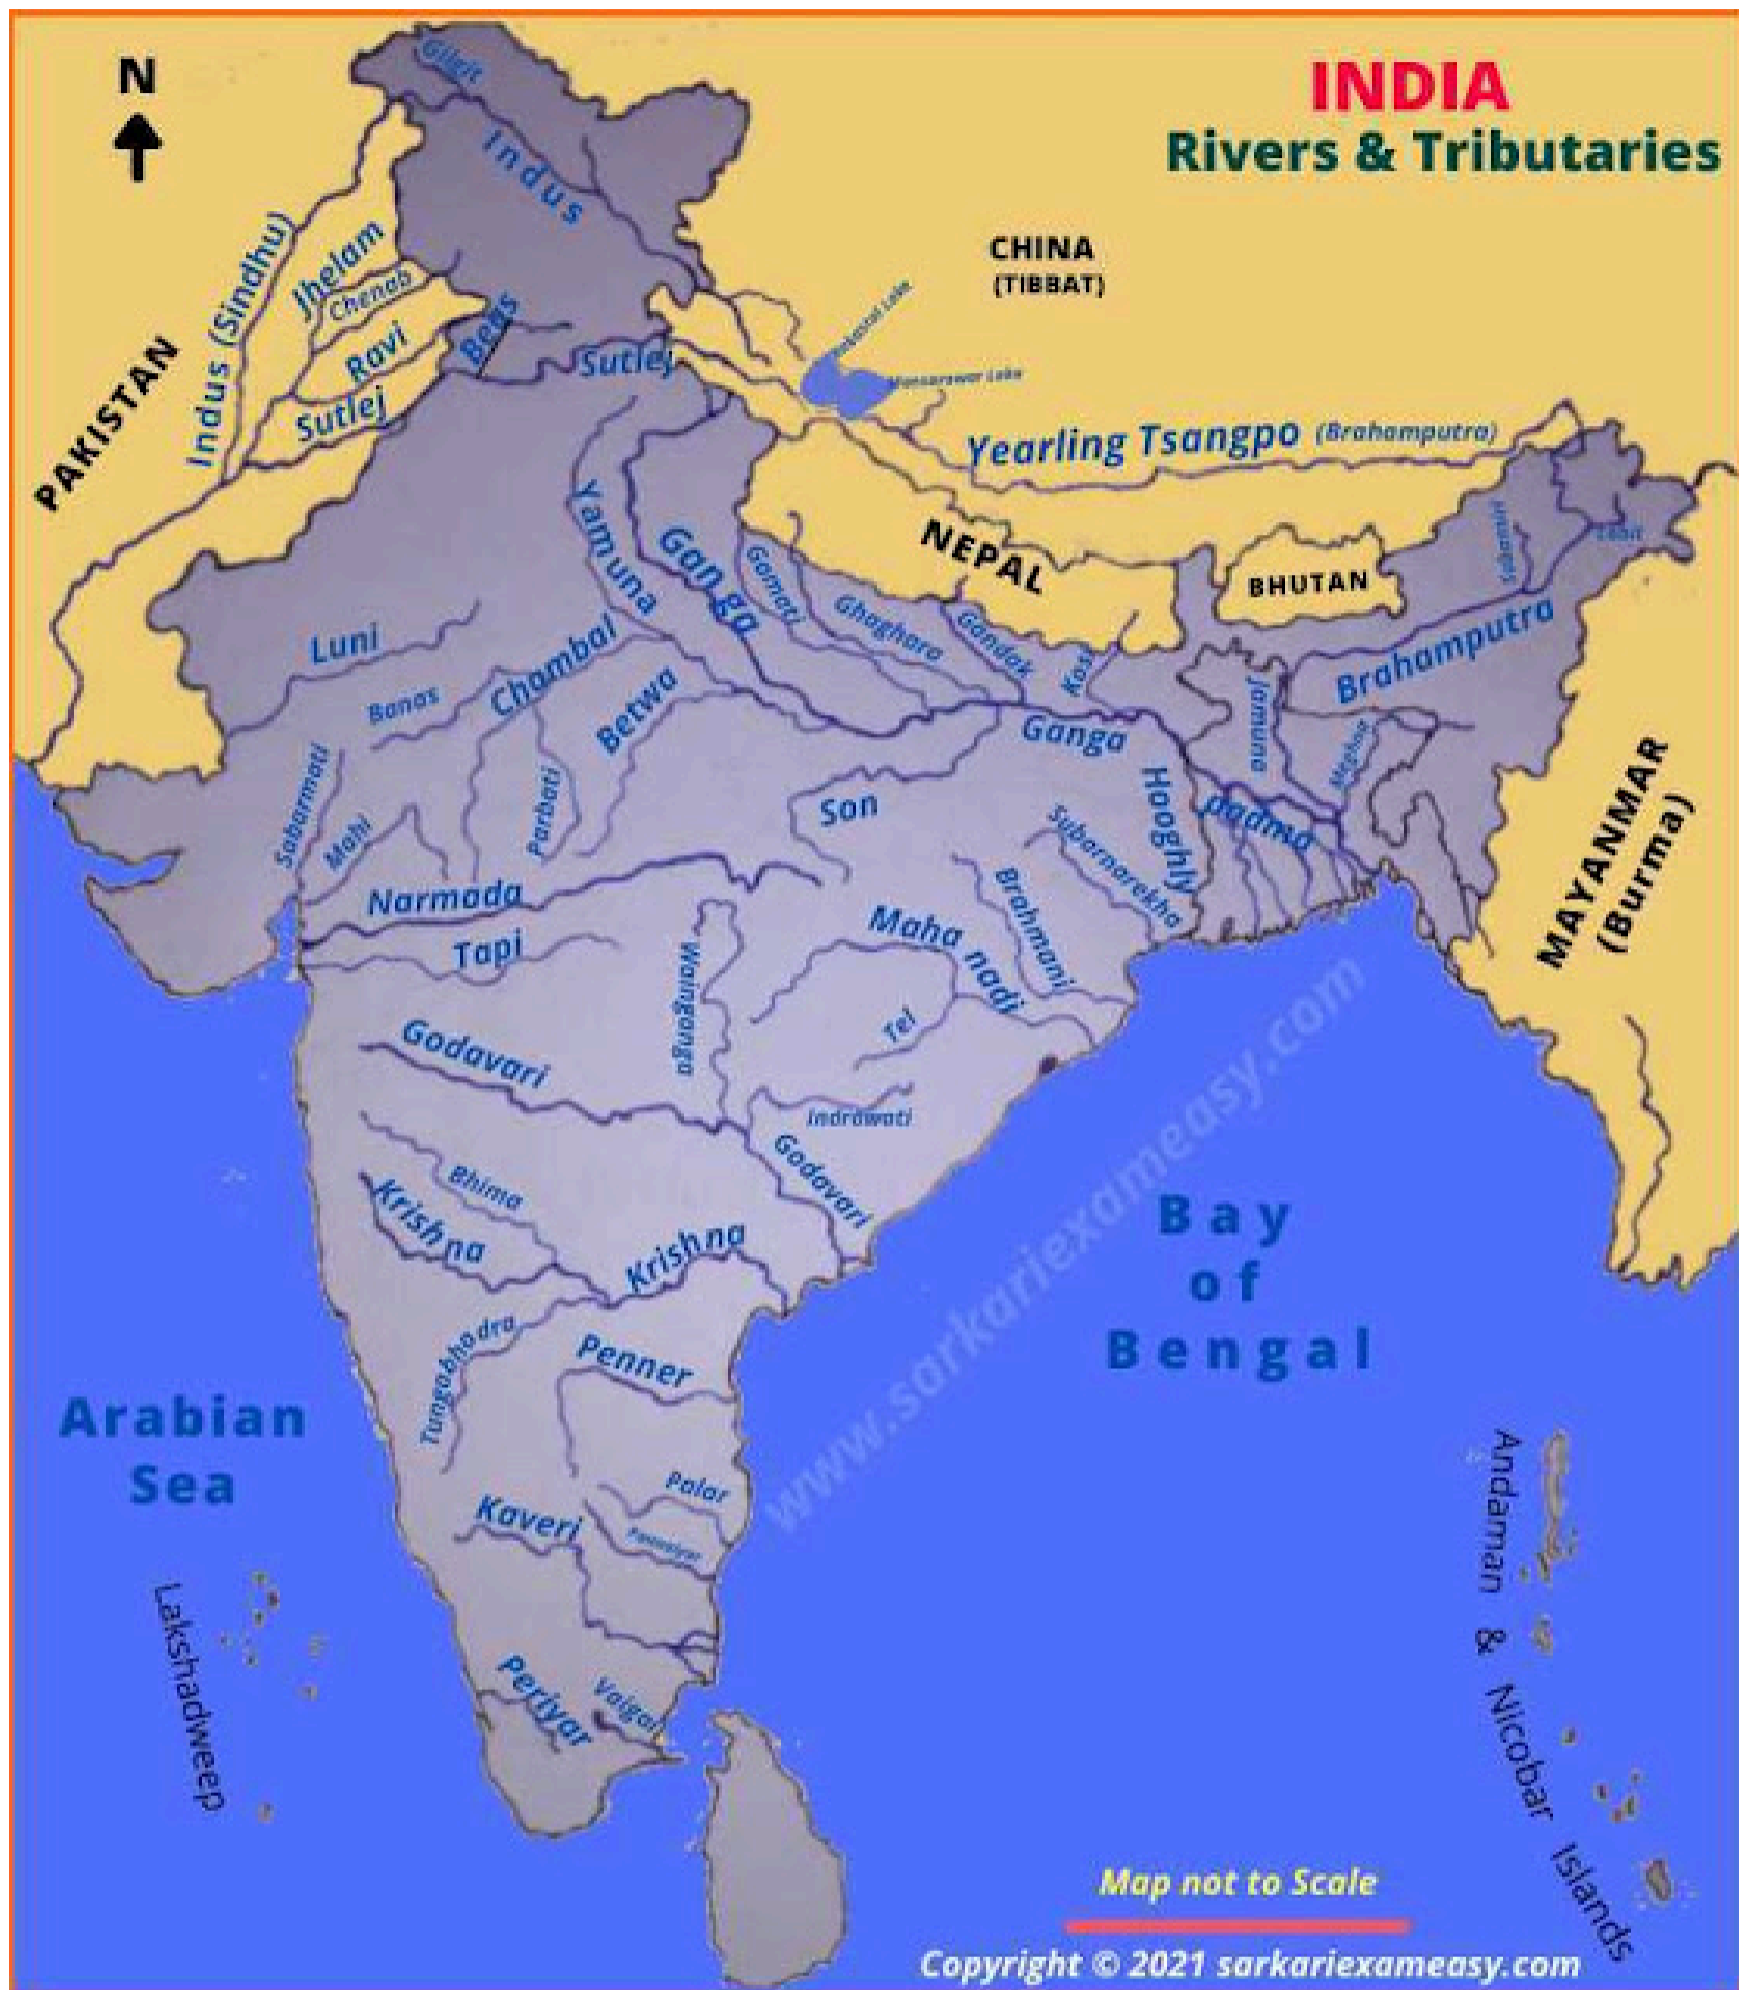 INDIA
Rivers & Tributaries
N
Gilgit
Indus
CHINA
(TIBBAT)
Indus (Sindhu)
Jhelam
Chenab
Ravi
Beas
Sutlej
Sutlej
PAKISTAN
Mansarowar Lake
Yearling Tsangpo (Brahamputra)
NEPAL
BHUTAN
Yamuna
Ganga
Gomati
Ghaghara
Gandak
Kosi
Brahamputra
Luni
Chambal
Banas
Betwa
Parbati
Ganga
Jamuna
Meghna
Sabarmati
Mahi
Son
Hooghly
padma
Subarnarekha
MAYANMAR
(Burma)
Narmada
Tapi
Waingonga
Maha nadi
Brahmani
Tel
Godavari
Indrawati
Godavari
Bhima
Krishna
Krishna
Tungabhadra
Penner
Palar
Kaveri
Periyar
Vaigai
Bay
of
Bengal
Arabian
Sea
Lakshadweep
Andaman & Nicobar Islands
www.sarkariexameasy.com
Map not to Scale
Copyright © 2021 sarkariexameasy.com